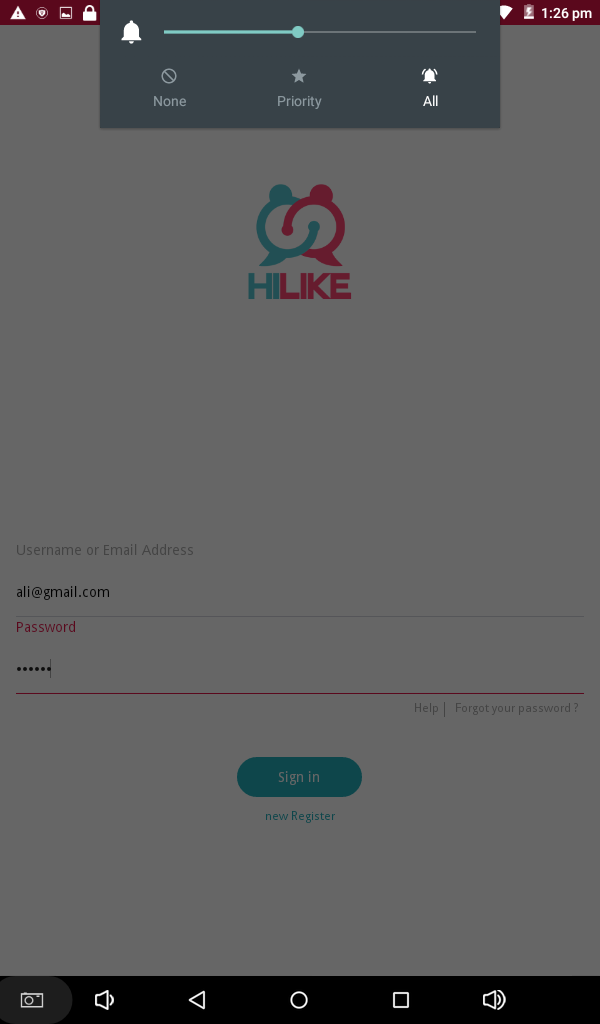 1:26 pm
None
Priority
All
HILIKE
Username or Email Address
ali@gmail.com
Password
••••••
Help | Forgot your password ?
Sign in
new Register